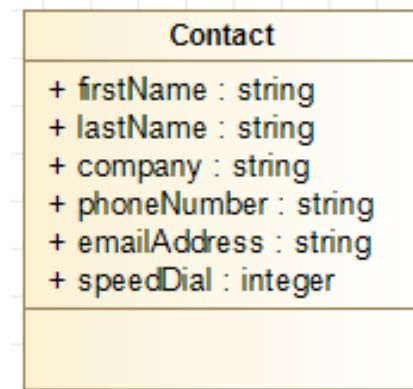 Contact
+ firstName : string
+ lastName : string
+ company : string
+ phoneNumber : string
+ emailAddress : string
+ speedDial : integer